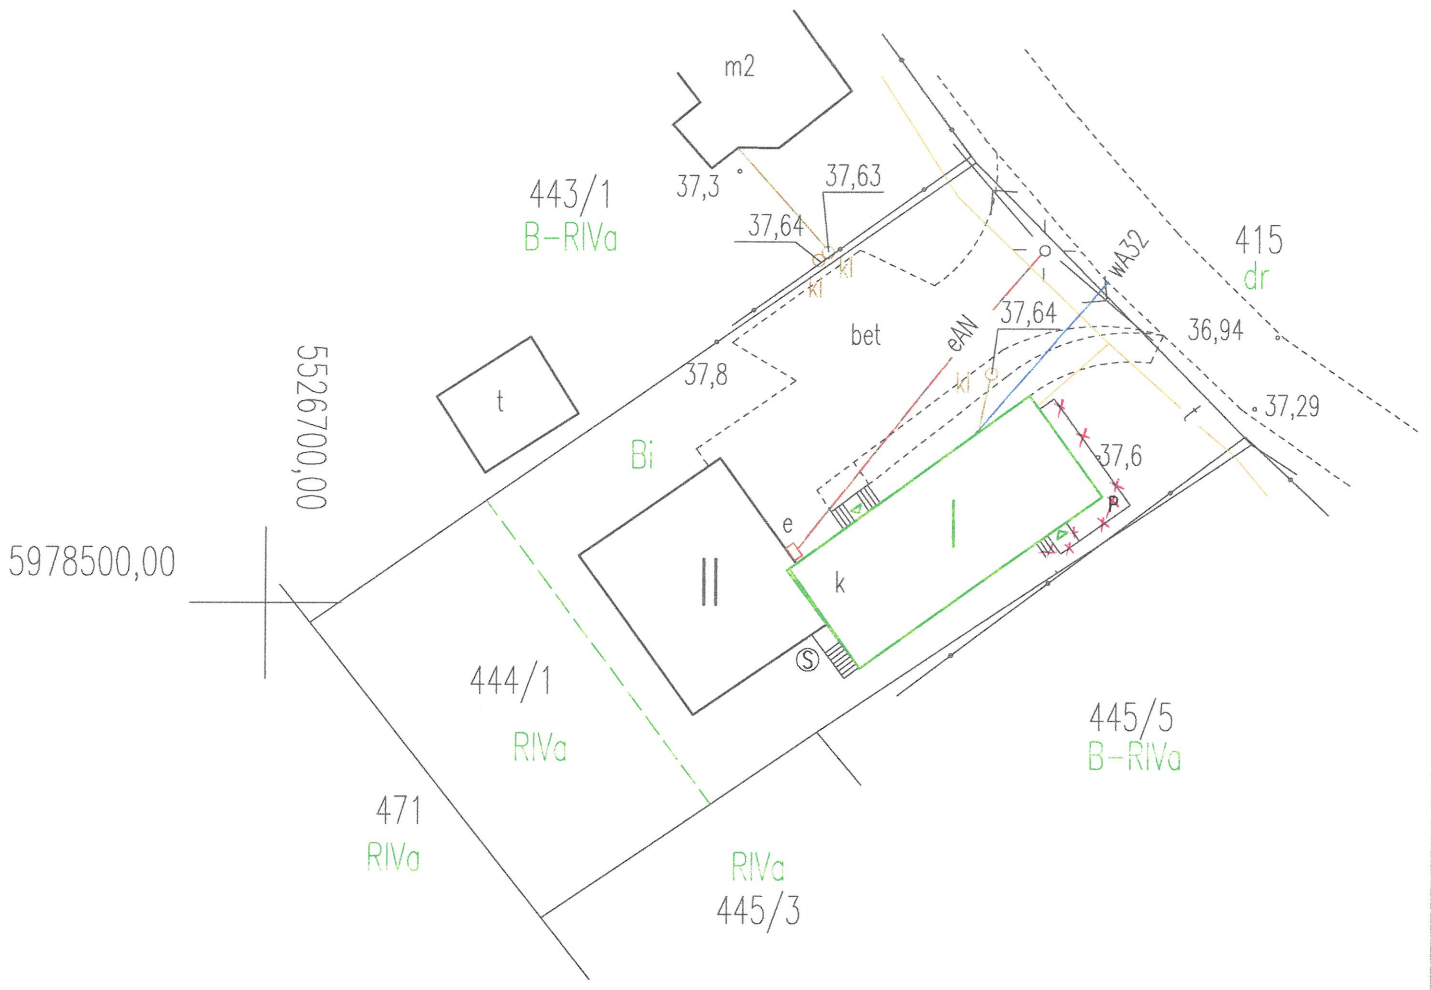 m2
37,3
37,63
443/1
B-RIVa
37,64
kl
kl
wA32
415
dr
5526700,00
bet
eAN
37,64
36,94
37,8
t
kl
t
37,29
Bi
37,6
e
p
I
5978500,00
II
k
S
444/1
RIVa
445/5
B-RIVa
471
RIVa
RIVa
445/3